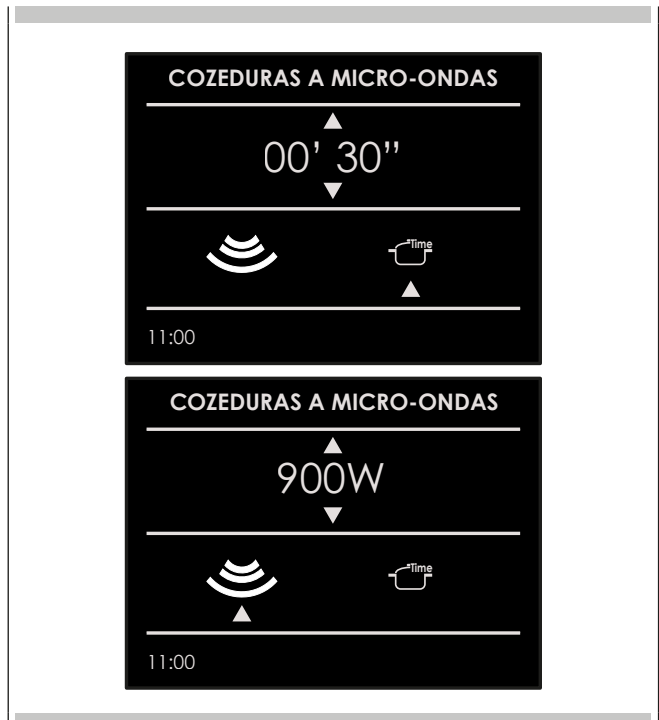 COZEDURAS A MICRO-ONDAS
00’ 30’’
Time
11:00
COZEDURAS A MICRO-ONDAS
900W
Time
11:00